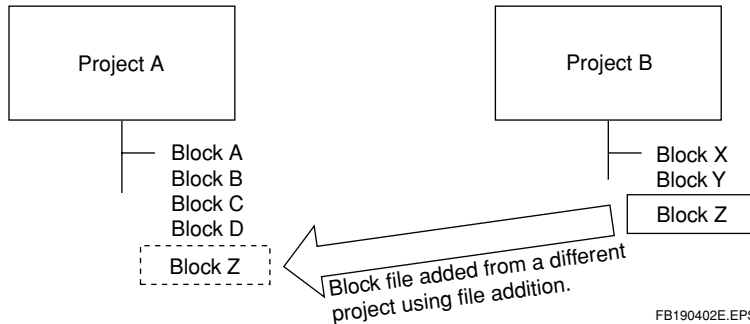 Project A
Project B
Block A
Block B
Block C
Block D
Block Z
Block X
Block Y
Block Z
Block file added from a different
project using file addition.
FB190402E.EPS